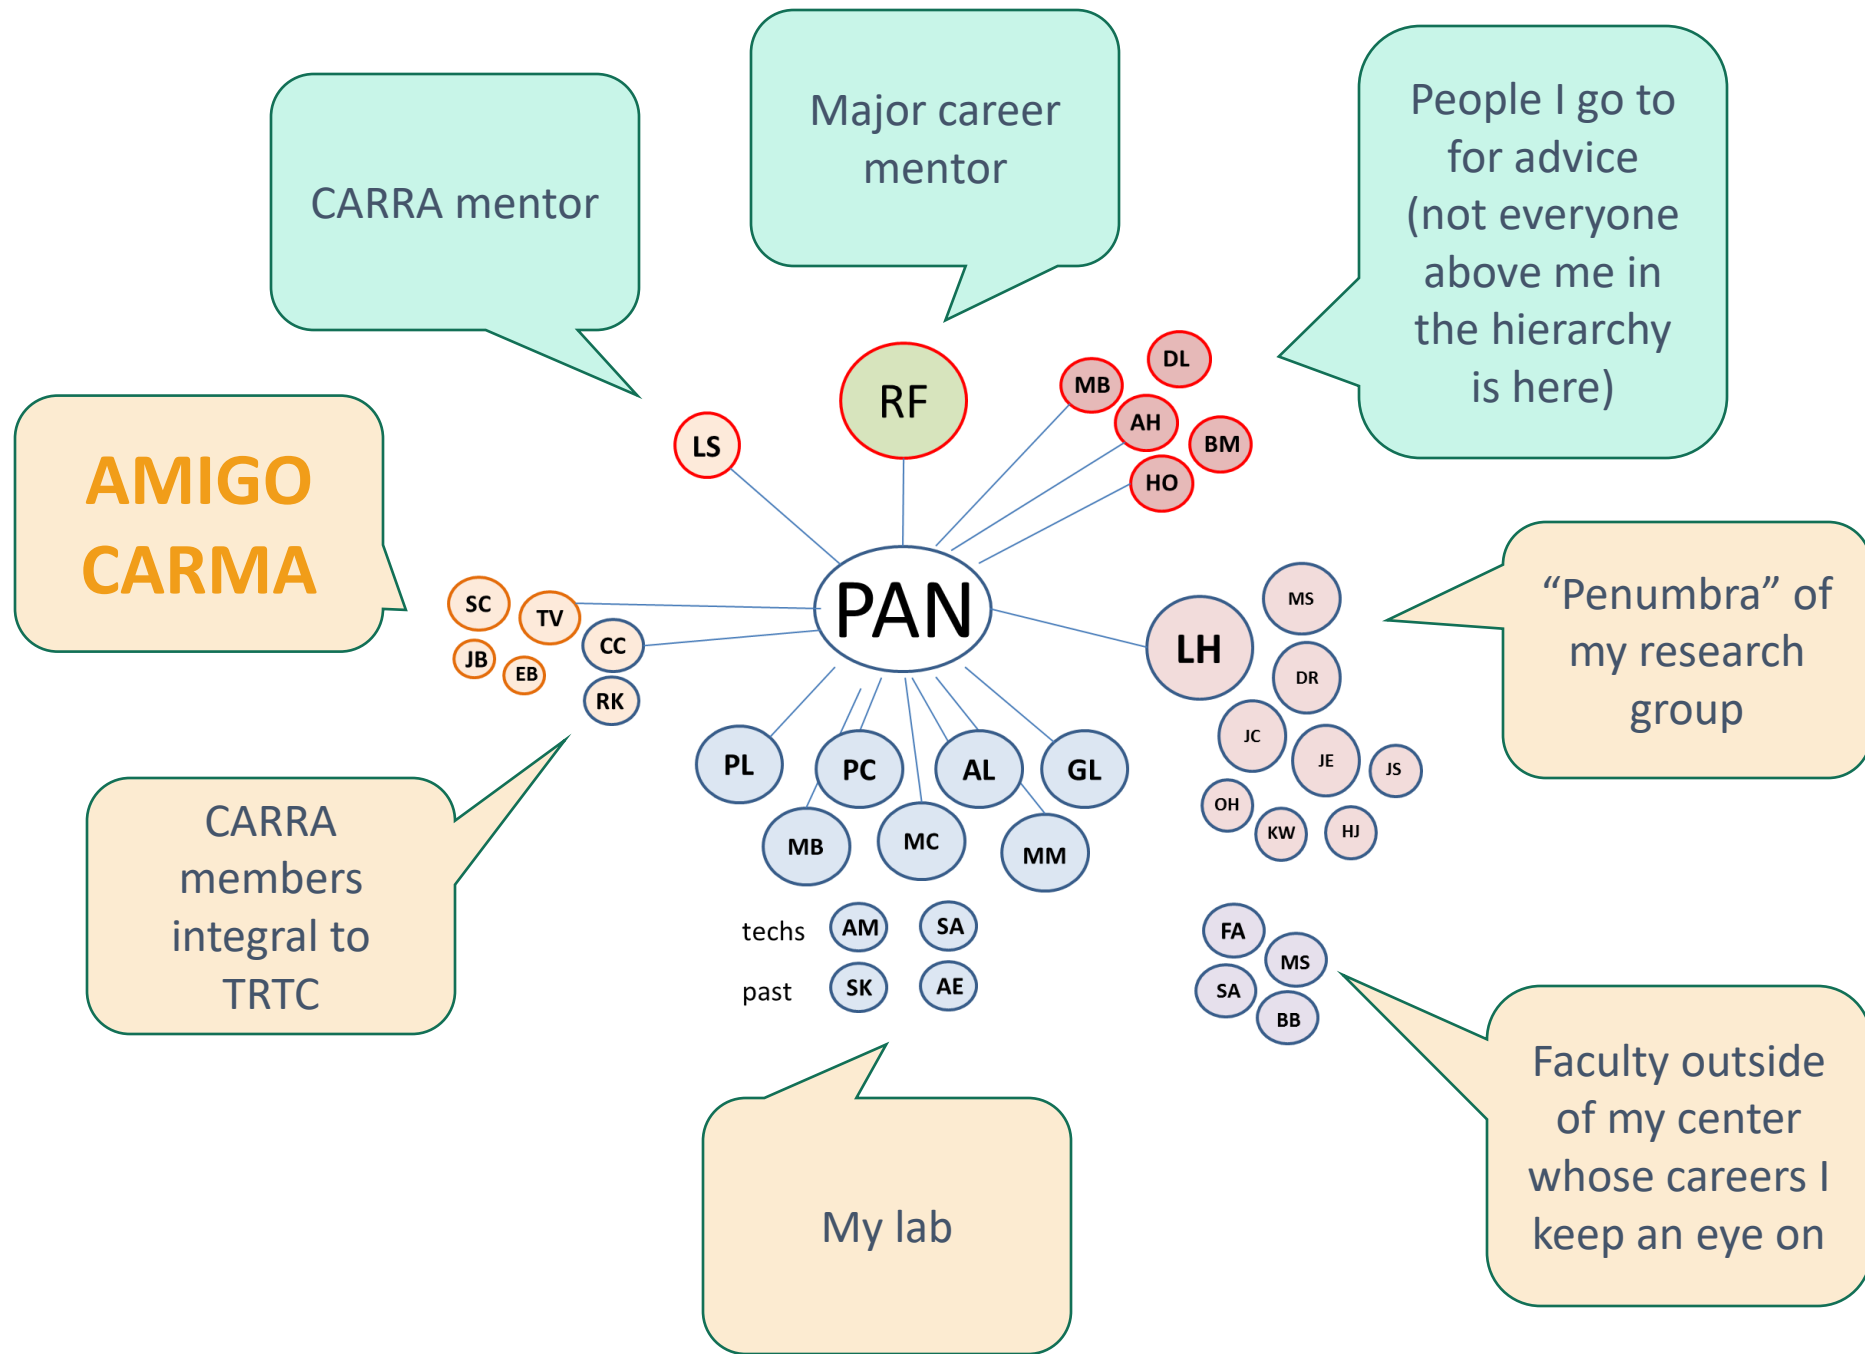 CARRA mentor
Major career
mentor
People I go to
for advice
(not everyone
above me in
the hierarchy
is here)
AMIGO
CARMA
LS
RF
MB
DL
AH
BM
HO
PAN
SC
TV
CC
JB
EB
RK
LH
MS
DR
JC
JE
JS
OH
KW
HJ
“Penumbra” of
my research
group
CARRA
members
integral to
TRTC
PL
PC
AL
GL
MB
MC
MM
techs AM SA
past SK AE
FA
MS
SA
BB
My lab
Faculty outside
of my center
whose careers I
keep an eye on